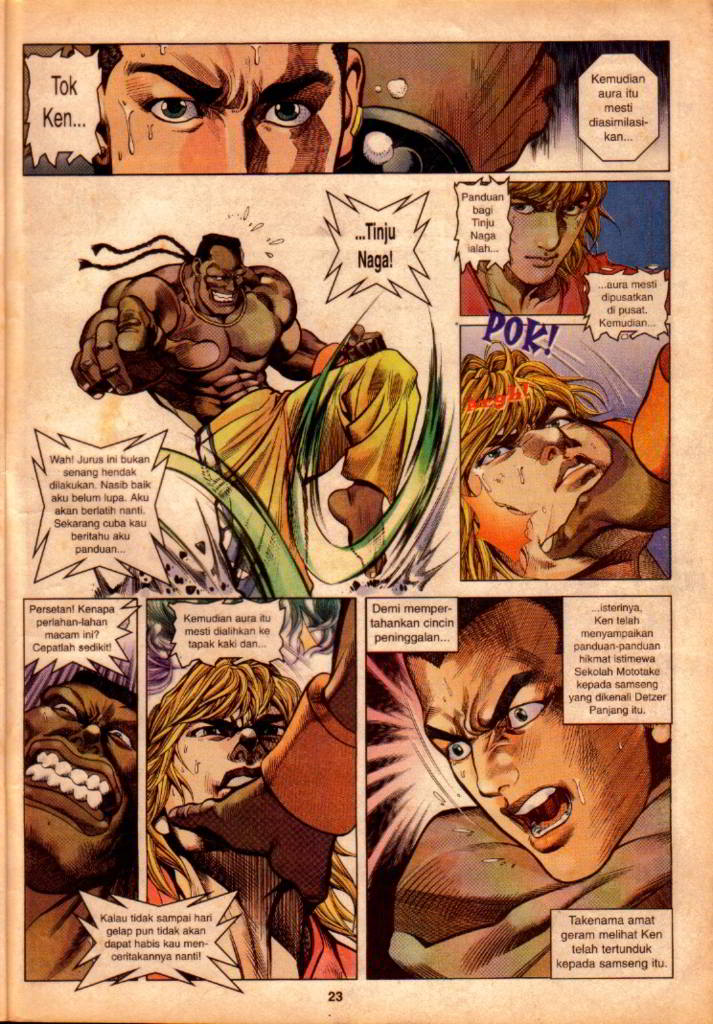 Tok
Ken...
Kemudian
aura itu
mesti
diasimilasi-
kan...
...Tinju
Naga!
Panduan
bagi
Tinju
Naga
ialah...
...aura mesti
dipusatkan
di pusat.
Kemudian...
POK!
Argh!
Wah! Jurus ini bukan
senang hendak
dilakukan. Nasib baik
aku belum lupa. Aku
akan berlatih nanti.
Sekarang cuba kau
beritahu aku
panduan...
Persetan! Kenapa
perlahan-lahan
macam ini?
Cepatlah sedikit!
Kemudian aura itu
mesti dialihkan ke
tapak kaki dan...
Kalau tidak sampai hari
gelap pun tidak akan
dapat habis kau men-
ceritakannya nanti!
Demi memper-
tahankan cincin
peninggalan...
...isterinya,
Ken telah
menyampaikan
panduan-panduan
hikmat istimewa
Sekolah Mototake
kepada samseng
yang dikenali Detzer
Panjang itu.
Takenama amat
geram melihat Ken
telah tertunduk
kepada samseng itu.
23